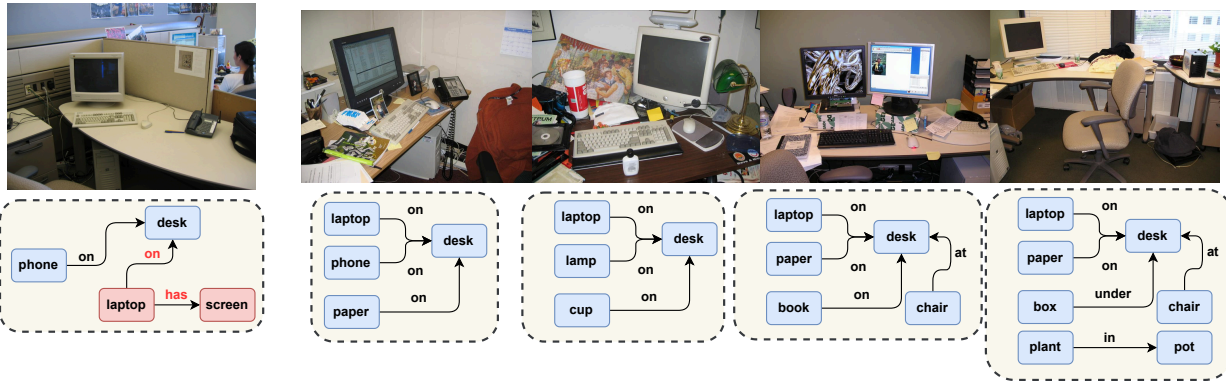 desk
phone
on
on
laptop
has
screen
laptop
on
phone
desk
on
paper
on
laptop
on
lamp
desk
on
cup
on
laptop
on
paper
desk
on
at
book
on
chair
laptop
on
paper
desk
on
at
box
under
chair
plant
in
pot